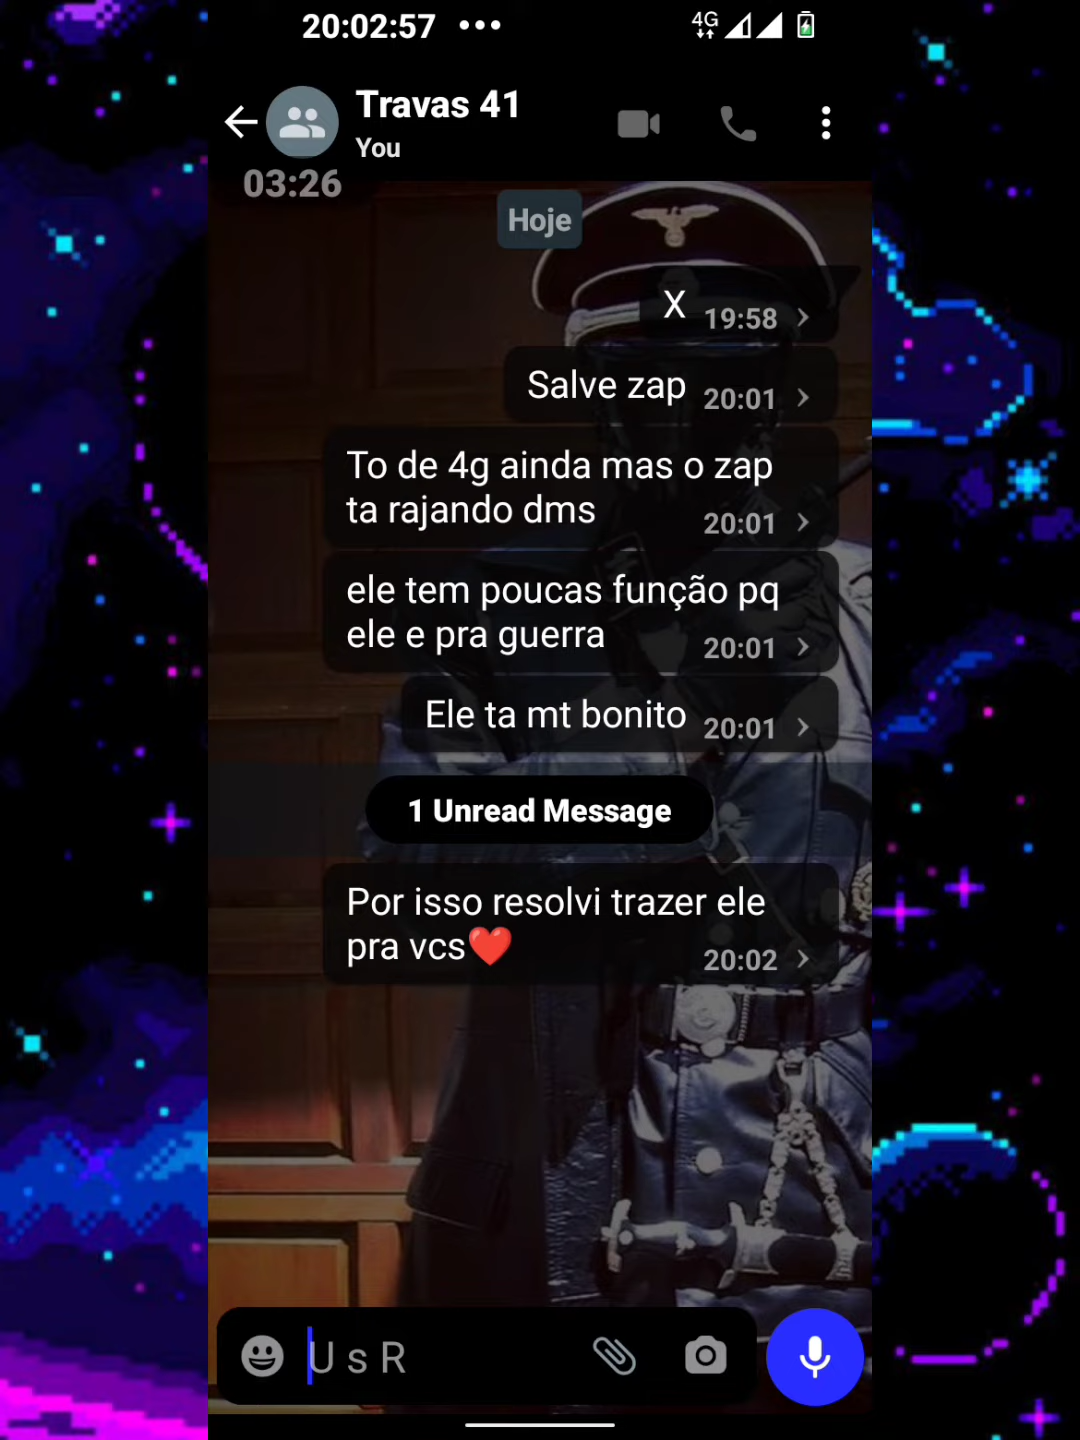 20:02:57
4G
Travas 41
You
03:26
Hoje
X 19:58
Salve zap 20:01
To de 4g ainda mas o zap
ta rajando dms 20:01
ele tem poucas função pq
ele e pra guerra 20:01
Ele ta mt bonito 20:01
1 Unread Message
Por isso resolvi trazer ele
pra vcs❤️ 20:02
U s R